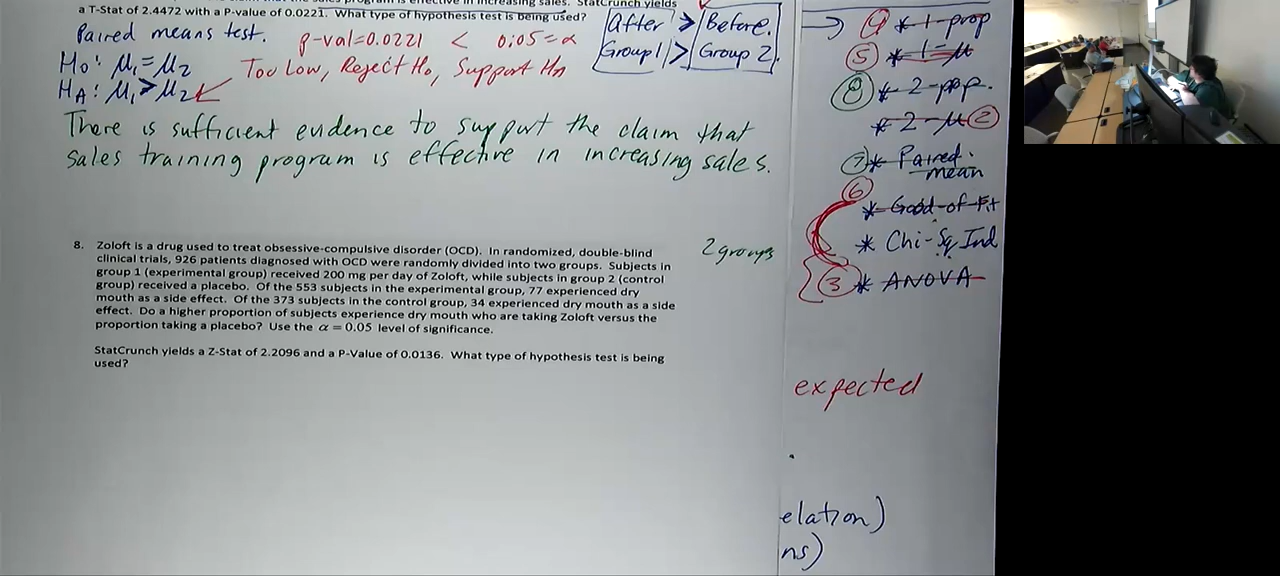 a T-Stat of 2.4472 with a P-value of 0.0221. What type of hypothesis test is being used?
Paired means test.
p-val=0.0221 < 0.05=α
After > Before.
Group 1 > Group 2.
H₀: μ₁=μ₂
Too Low, Reject H₀, Support Hₐ
H_A: μ₁>μ₂
There is sufficient evidence to support the claim that
sales training program is effective in increasing sales.
8. Zoloft is a drug used to treat obsessive-compulsive disorder (OCD). In randomized, double-blind
clinical trials, 926 patients diagnosed with OCD were randomly divided into two groups. Subjects in
group 1 (experimental group) received 200 mg per day of Zoloft, while subjects in group 2 (control
group) received a placebo. Of the 553 subjects in the experimental group, 77 experienced dry
mouth as a side effect. Of the 373 subjects in the control group, 34 experienced dry mouth as a side
effect. Do a higher proportion of subjects experience dry mouth who are taking Zoloft versus the
proportion taking a placebo? Use the α = 0.05 level of significance.
2 groups
StatCrunch yields a Z-Stat of 2.2096 and a P-Value of 0.0136. What type of hypothesis test is being
used?
* 1-prop
5 * 1-μ
8 * 2-pop.
* 2-μ 2
7 * Paired.
mean
6
* Good-of-Fit
* Chi-Sq Ind
3 * ANOVA
expected
elation)
ns)